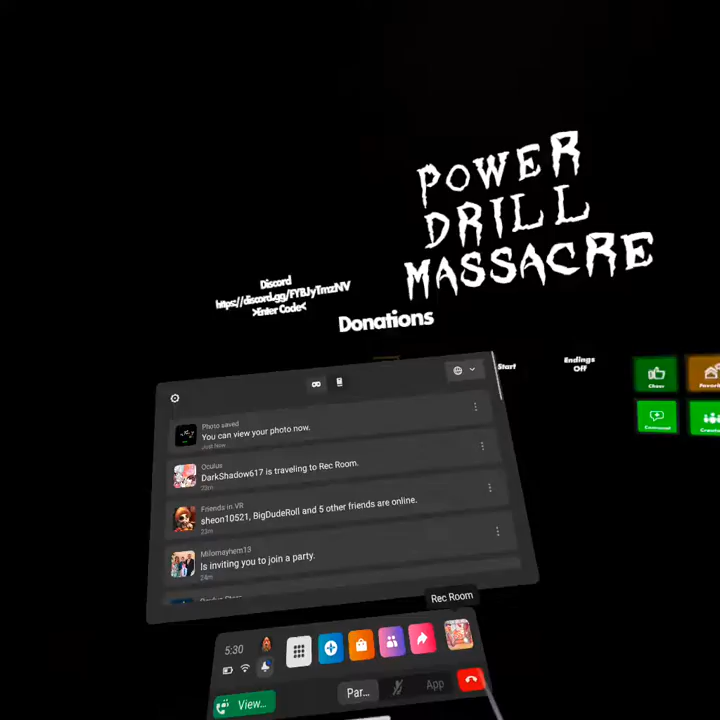 POWER
DRILL
MASSACRE
Discord
https://discord.gg/FYBJyTmzNV
>Enter Code<
Donations
Start
Endings
Off
Cheer
Favorite
Comment
Photo saved
You can view your photo now.
Just Now
Oculus
DarkShadow617 is traveling to Rec Room.
20m
Friends in VR
sheon10521, BigDudeRoll and 5 other friends are online.
23m
Milomayhem13
Is inviting you to join a party.
24m
Rec Room
5:30
View...
Par...
App